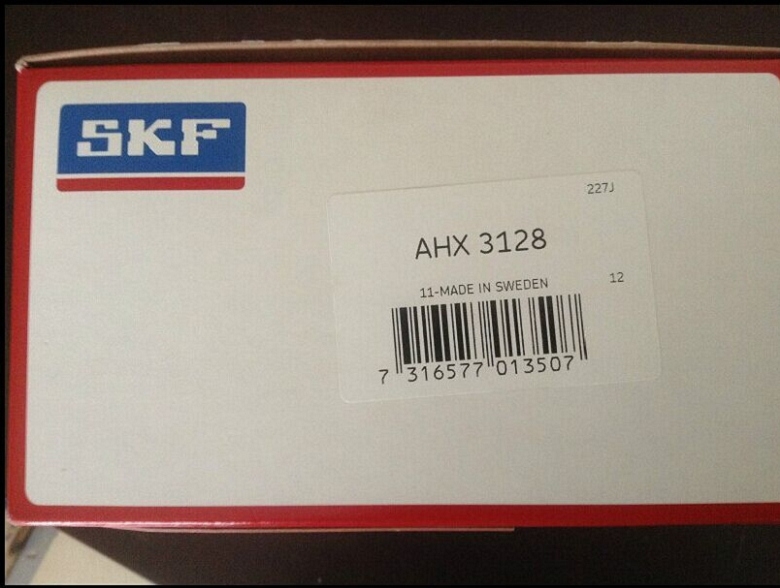 SKF
227J
AHX 3128
11-MADE IN SWEDEN
12
7 316577 013507